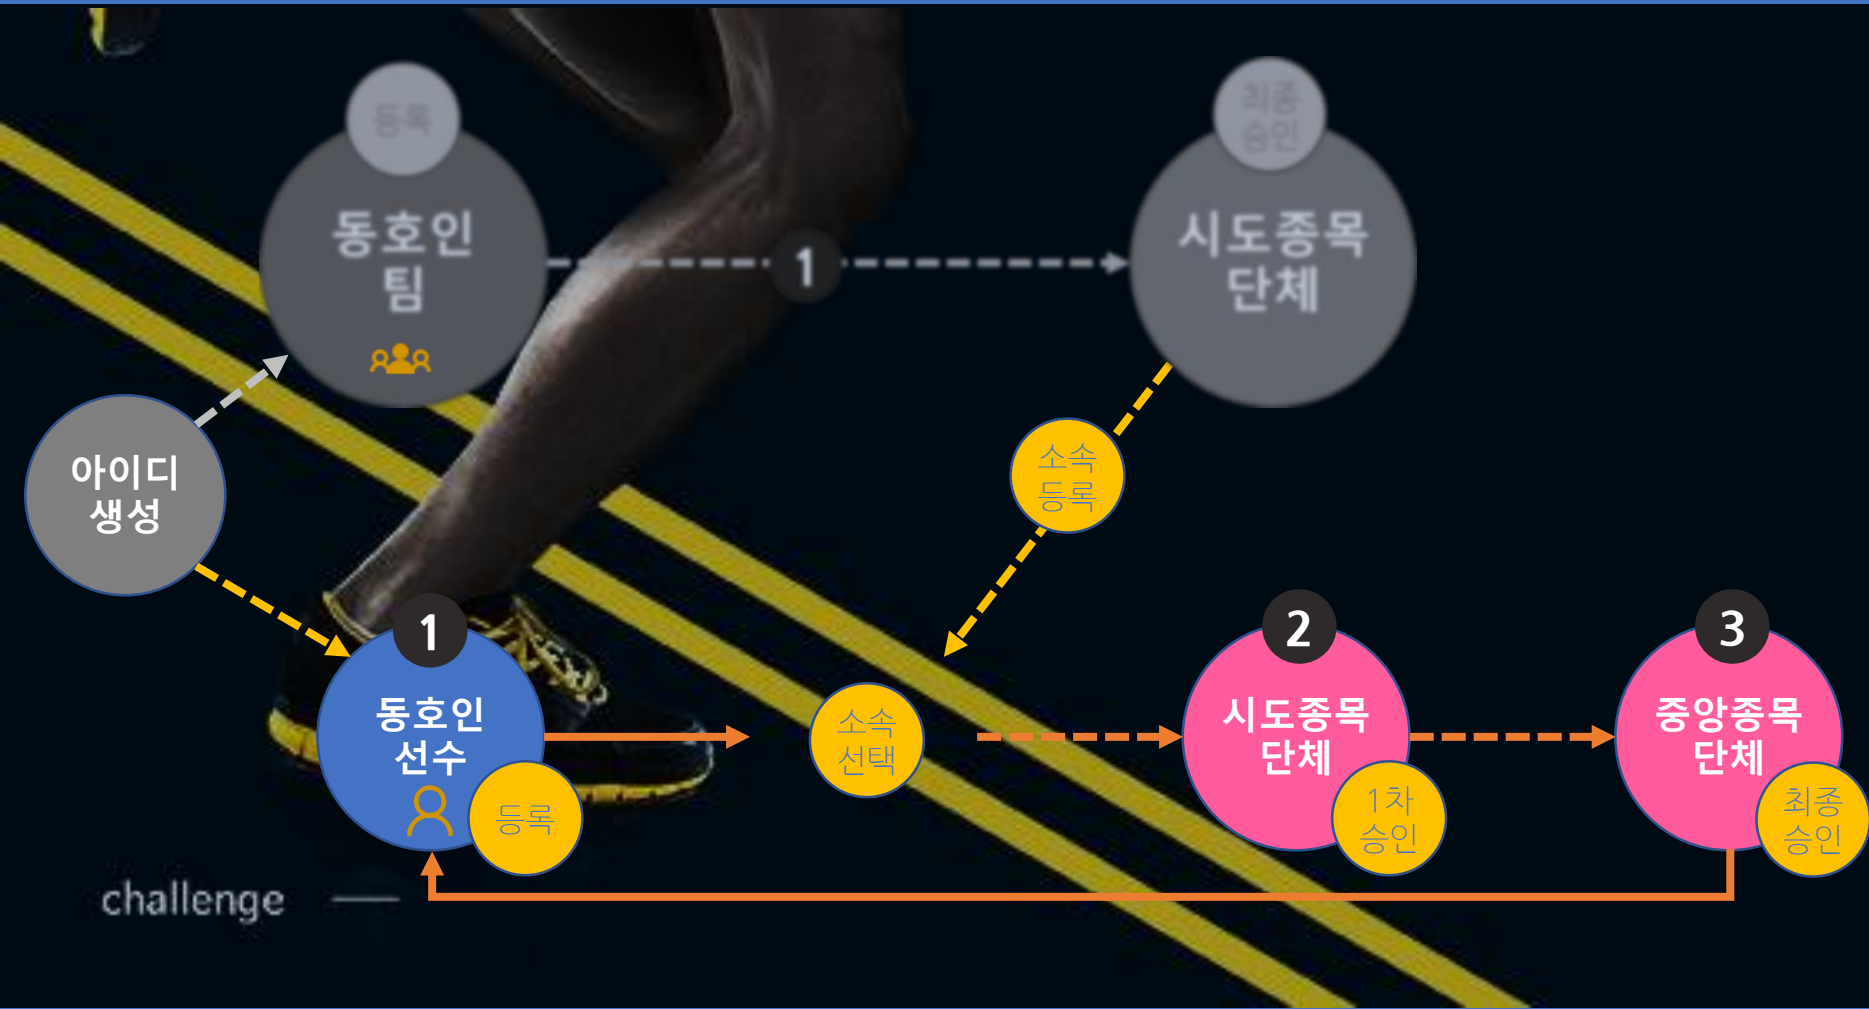 등록
최종
승인
동호인
팀
1
시도종목
단체
아이디
생성
소속
등록
1
동호인
선수
등록
소속
선택
2
시도종목
단체
1차
승인
3
중앙종목
단체
최종
승인
challenge